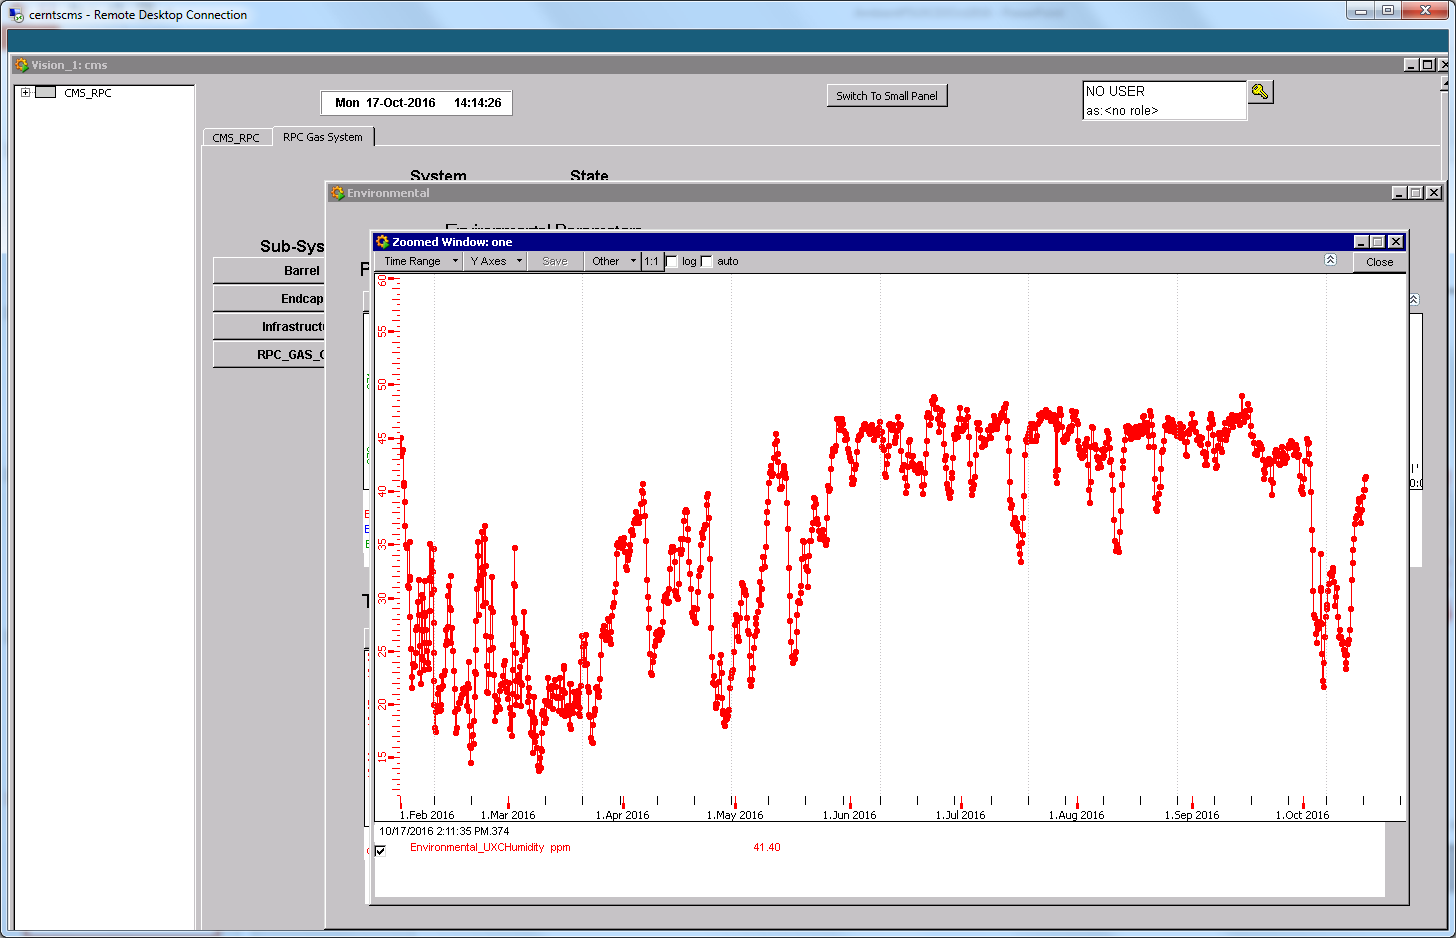 cerntscms - Remote Desktop Connection
Vision_1: cms
CMS_RPC
Mon 17-Oct-2016 14:14:26
Switch To Small Panel
NO USER
as:<no role>
CMS_RPC
RPC Gas System
System State
Environmental
Sub-Sys
Barrel
Endcap
Infrastruct
RPC_GAS_
Zoomed Window: one
Time Range Y Axes Save Other 1:1 log auto Close
60
55
50
45
40
35
30
25
20
15
1.Feb 2016 1.Mar 2016 1.Apr 2016 1.May 2016 1.Jun 2016 1.Jul 2016 1.Aug 2016 1.Sep 2016 1.Oct 2016
10/17/2016 2:11:35 PM.374
Environmental_UXCHumidity ppm 41.40